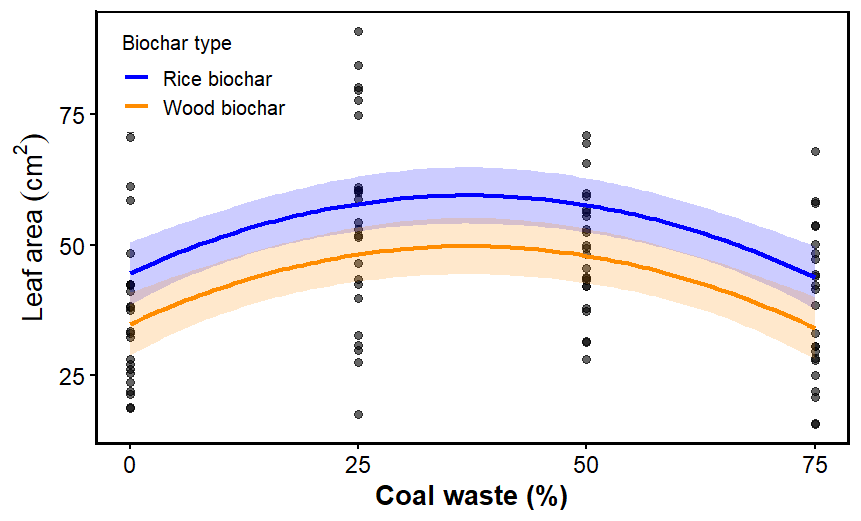 Biochar type
Rice biochar
Wood biochar
Leaf area (cm²)
75
50
25
0
25
50
75
Coal waste (%)